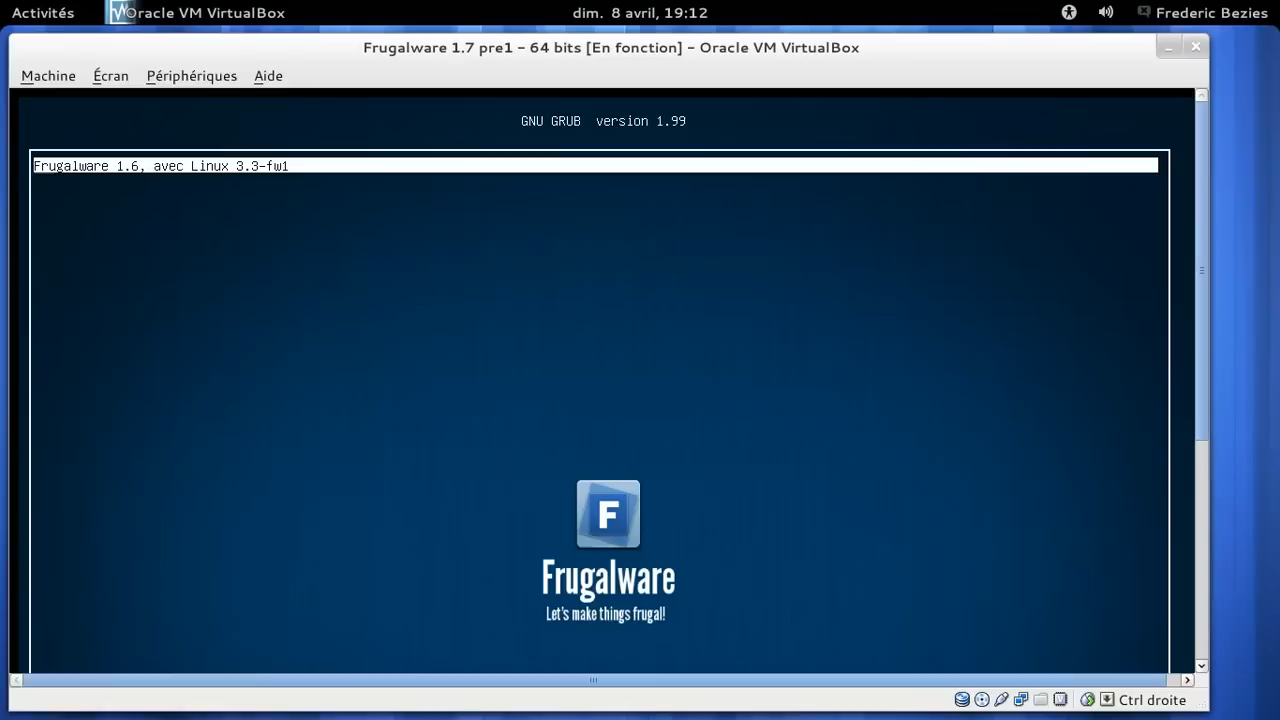 Activités Oracle VM VirtualBox dim. 8 avril, 19:12 Frederic Bezies
Frugalware 1.7 pre1 – 64 bits [En fonction] – Oracle VM VirtualBox
Machine Écran Périphériques Aide
GNU GRUB version 1.99
Frugalware 1.6, avec Linux 3.3-fw1
F
Frugalware
Let's make things frugal!
Ctrl droite